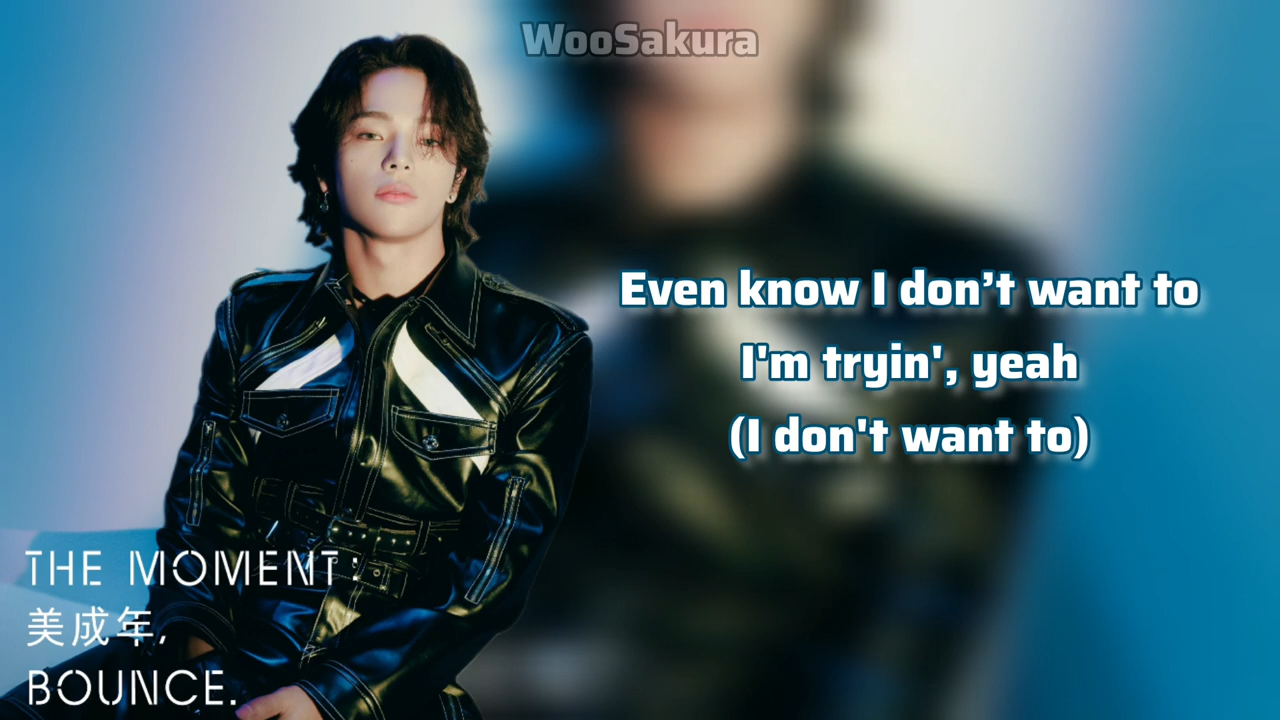 WooSakura
Even know I don’t want to
I'm tryin', yeah
(I don't want to)
THE MOMENT:
美成年,
BOUNCE.